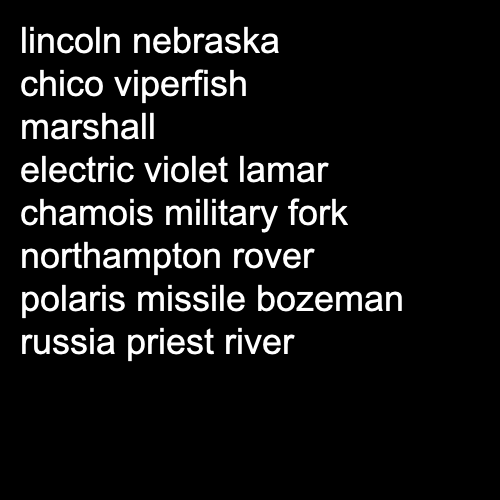 lincoln nebraska
chico viperfish
marshall
electric violet lamar
chamois military fork
northampton rover
polaris missile bozeman
russia priest river